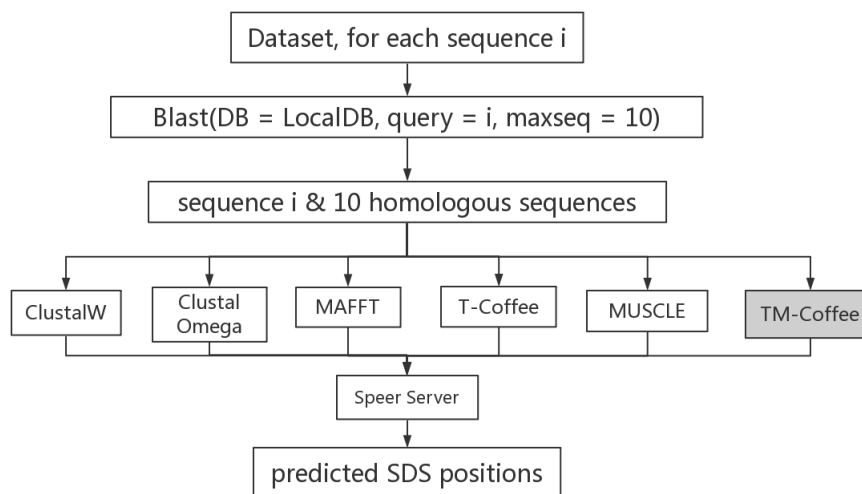 Dataset, for each sequence i
Blast(DB = LocalDB, query = i, maxseq = 10)
sequence i & 10 homologous sequences
ClustalW
Clustal
Omega
MAFFT
T-Coffee
MUSCLE
TM-Coffee
Speer Server
predicted SDS positions